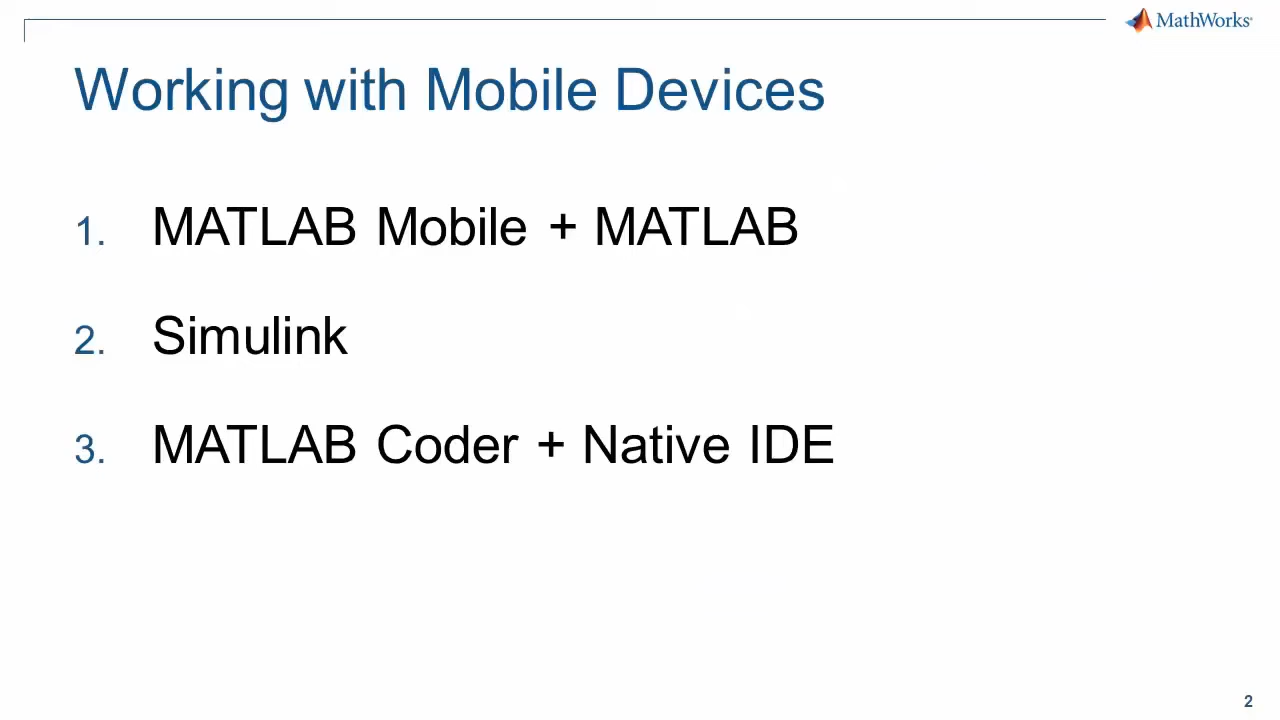 MathWorks
Working with Mobile Devices
1. MATLAB Mobile + MATLAB
2. Simulink
3. MATLAB Coder + Native IDE
2